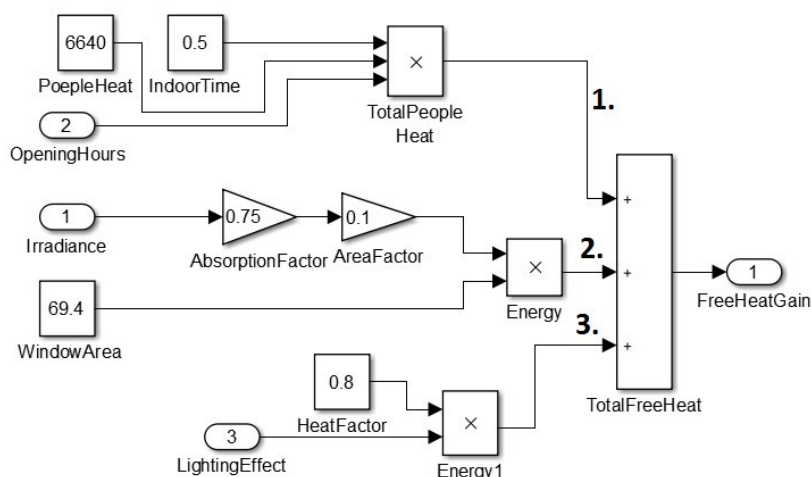 6640
PoepleHeat
0.5
IndoorTime
×
TotalPeople
Heat
1.
2
OpeningHours
1
Irradiance
0.75
AbsorptionFactor
0.1
AreaFactor
69.4
WindowArea
×
Energy
2.
3.
0.8
HeatFactor
3
LightingEffect
×
Energy1
+
+
+
TotalFreeHeat
1
FreeHeatGain